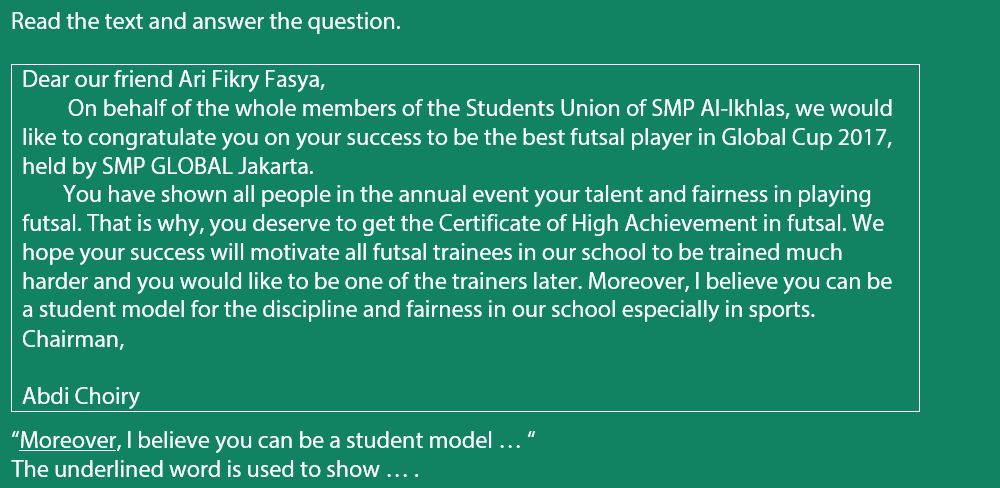 Read the text and answer the question.
Dear our friend Ari Fikry Fasya,
On behalf of the whole members of the Students Union of SMP Al-Ikhlas, we would
like to congratulate you on your success to be the best futsal player in Global Cup 2017,
held by SMP GLOBAL Jakarta.
You have shown all people in the annual event your talent and fairness in playing
futsal. That is why, you deserve to get the Certificate of High Achievement in futsal. We
hope your success will motivate all futsal trainees in our school to be trained much
harder and you would like to be one of the trainers later. Moreover, I believe you can be
a student model for the discipline and fairness in our school especially in sports.
Chairman,
Abdi Choiry
“Moreover, I believe you can be a student model … “
The underlined word is used to show … .